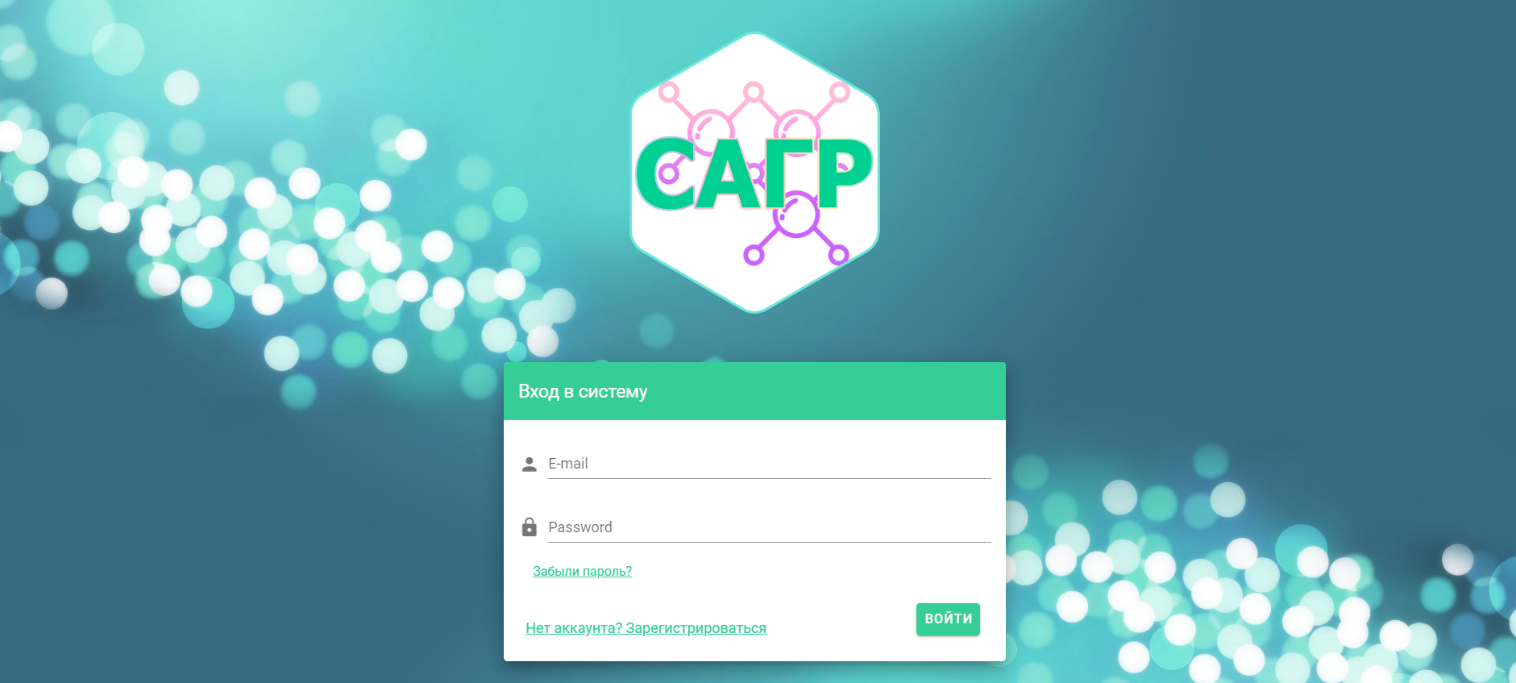 САГР
Вход в систему
E-mail
Password
Забыли пароль?
Нет аккаунта? Зарегистрироваться
ВОЙТИ